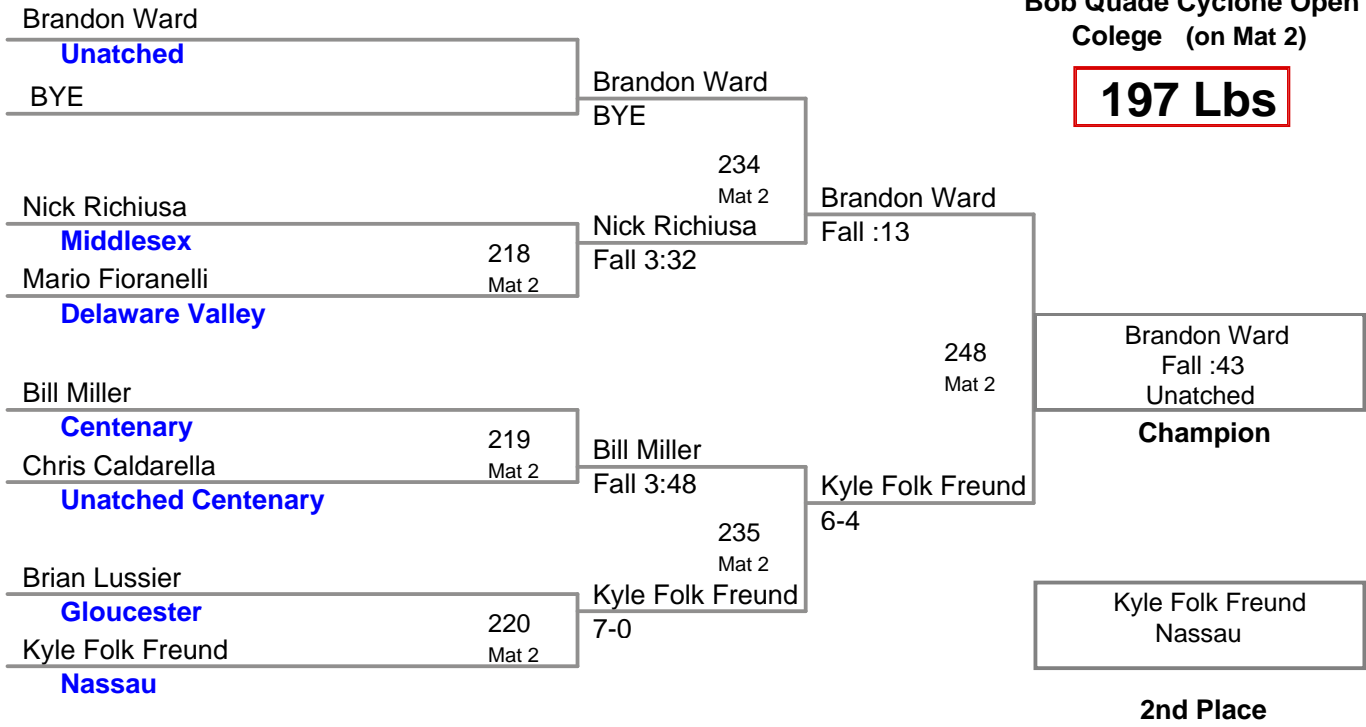 Bob Quade Cyclone Open
Colege (on Mat 2)
197 Lbs
Brandon Ward
Unatched
BYE
Nick Richiusa
Middlesex
Mario Fioranelli
Delaware Valley
218
Mat 2
Bill Miller
Centenary
Chris Caldarella
Unatched Centenary
219
Mat 2
Brian Lussier
Gloucester
Kyle Folk Freund
Nassau
220
Mat 2
Brandon Ward
BYE
234
Mat 2
Nick Richiusa
Fall 3:32
Bill Miller
Fall 3:48
235
Mat 2
Kyle Folk Freund
7-0
Brandon Ward
Fall :13
248
Mat 2
Kyle Folk Freund
6-4
Brandon Ward
Fall :43
Unatched
Champion
Kyle Folk Freund
Nassau
2nd Place